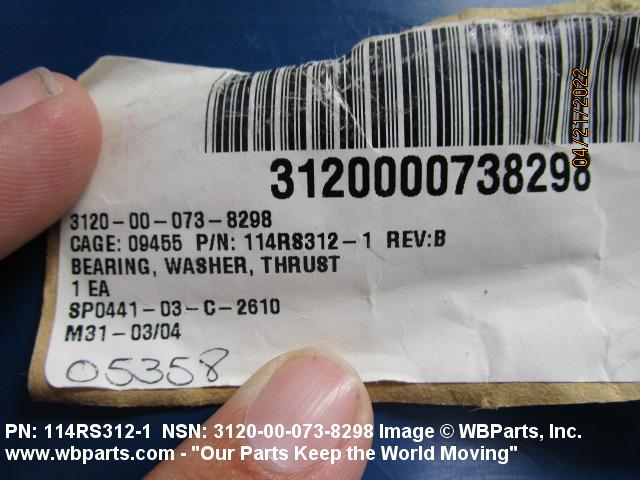 04/21/2022
3120000738298
3120-00-073-8298
CAGE: 09455 P/N: 114RS312-1 REV:B
BEARING, WASHER, THRUST
1 EA
SP0441-03-C-2610
M31-03/04
05358
PN: 114RS312-1 NSN: 3120-00-073-8298 Image © WBParts, Inc.
www.wbparts.com - "Our Parts Keep the World Moving"